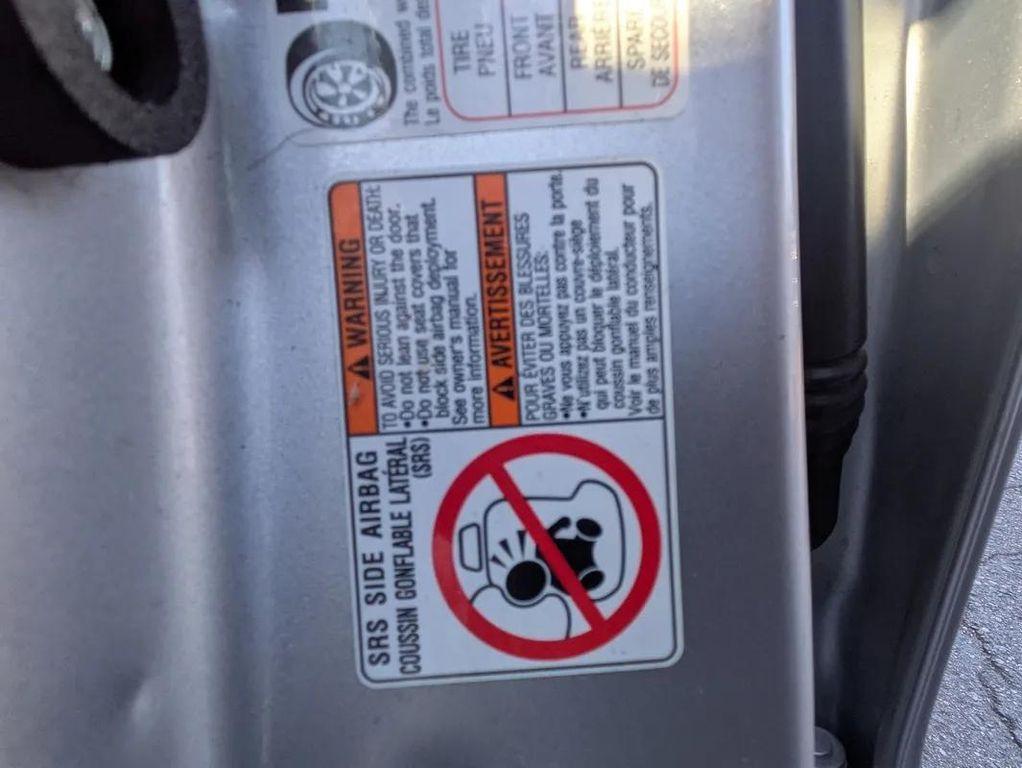 SRS SIDE AIRBAG
COUSSIN GONFLABLE LATÉRAL
(SRS)
WARNING
TO AVOID SERIOUS INJURY OR DEATH:
•Do not lean against the door.
•Do not use seat covers that
block side airbag deployment.
See owner's manual for
more information.
AVERTISSEMENT
POUR ÉVITER DES BLESSURES
GRAVES OU MORTELLES:
•Ne vous appuyez pas contre la porte.
•N'utilizez pas un couvre-siège
qui peut bloquer le déploiement du
coussin gonflable latéral.
Voir le manuel du conducteur pour
de plus amples renseignements.
The combined
Le poids total
TIRE
PNEU
FRONT
AVANT
REAR
ARRIÈRE
DE